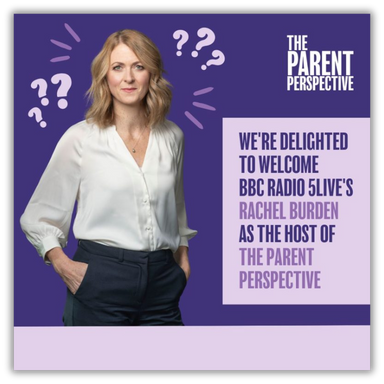 THE
PARENT
PERSPECTIVE
??
???
WE'RE DELIGHTED
TO WELCOME
BBC RADIO 5LIVE'S
RACHEL BURDEN
AS THE HOST OF
THE PARENT
PERSPECTIVE